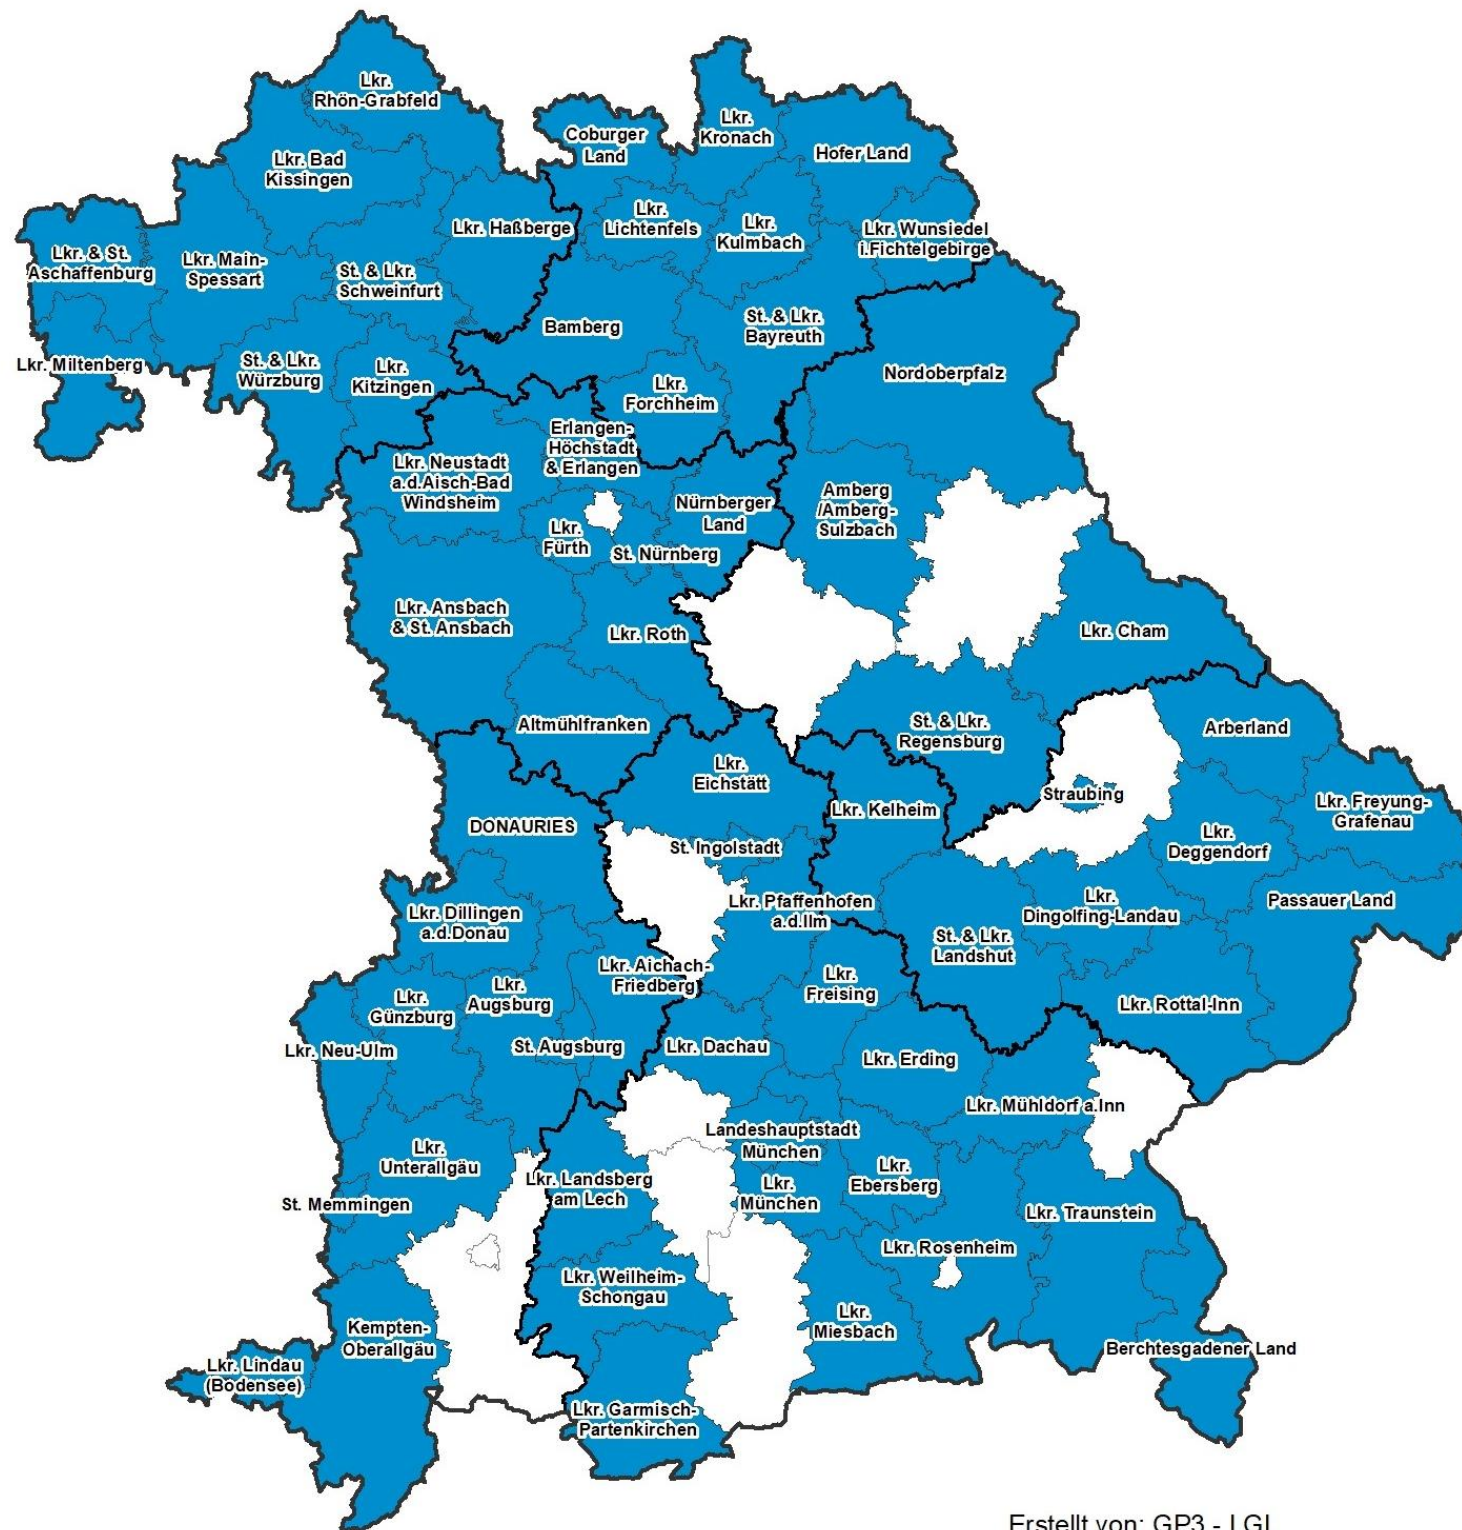 Lkr.
Rhön-Grabfeld
Coburger
Land
Lkr.
Kronach
Hofer Land
Lkr. Bad
Kissingen
Lkr. Haßberge
Lkr.
Lichtenfels
Lkr.
Kulmbach
Lkr. Wunsiedel
i.Fichtelgebirge
Lkr. & St.
Aschaffenburg
Lkr. Main-
Spessart
St. & Lkr.
Schweinfurt
Bamberg
St. & Lkr.
Bayreuth
Lkr. Miltenberg
St. & Lkr.
Würzburg
Lkr.
Kitzingen
Lkr.
Forchheim
Nordoberpfalz
Erlangen-
Höchstadt
& Erlangen
Lkr. Neustadt
a.d.Aisch-Bad
Windsheim
Nürnberger
Land
Amberg
/Amberg-
Sulzbach
Lkr.
Fürth
St. Nürnberg
Lkr. Ansbach
& St. Ansbach
Lkr. Roth
Lkr. Cham
Altmühlfranken
St. & Lkr.
Regensburg
Arberland
Lkr.
Eichstätt
Straubing
Lkr. Freyung-
Grafenau
DONAURIES
Lkr. Kelheim
St. Ingolstadt
Lkr.
Deggendorf
Lkr. Dillingen
a.d.Donau
Lkr. Pfaffenhofen
a.d.Ilm
Lkr.
Dingolfing-Landau
Passauer Land
St. & Lkr.
Landshut
Lkr. Aichach-
Friedberg
Lkr.
Freising
Lkr.
Günzburg
Lkr.
Augsburg
Lkr. Rottal-Inn
Lkr. Neu-Ulm
St. Augsburg
Lkr. Dachau
Lkr. Erding
Lkr. Mühldorf a.Inn
Landeshauptstadt
München
Lkr.
Unterallgäu
Lkr. Landsberg
am Lech
Lkr.
München
Lkr.
Ebersberg
St. Memmingen
Lkr. Traunstein
Lkr. Rosenheim
Lkr. Weilheim-
Schongau
Kempten-
Oberallgäu
Lkr.
Miesbach
Berchtesgadener Land
Lkr. Lindau
(Bodensee)
Lkr. Garmisch-
Partenkirchen
Erstellt von: GP3 - LGL